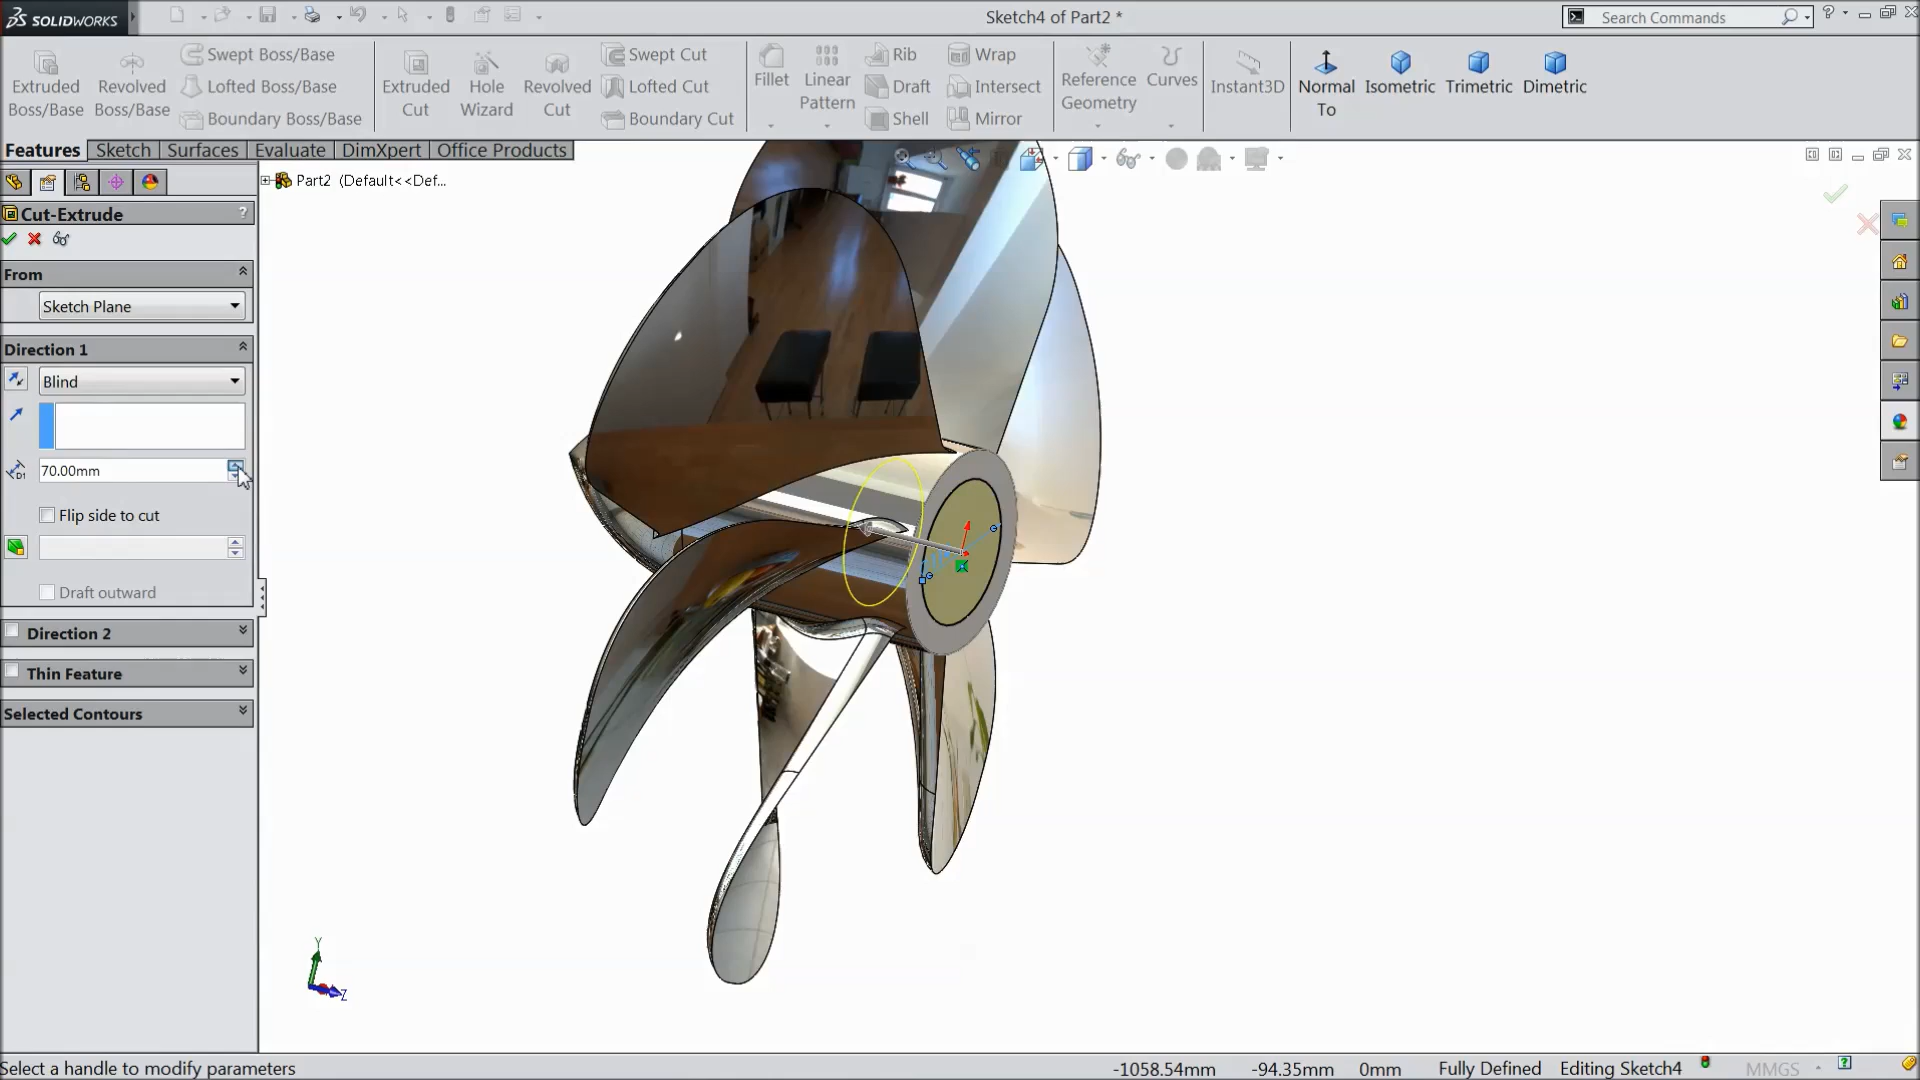 SOLIDWORKS
Sketch4 of Part2 *
Search Commands
?
Extruded Boss/Base
Revolved Boss/Base
Swept Boss/Base
Lofted Boss/Base
Boundary Boss/Base
Extruded Cut
Hole Wizard
Revolved Cut
Swept Cut
Lofted Cut
Boundary Cut
Fillet
Linear Pattern
Rib
Draft
Shell
Wrap
Intersect
Mirror
Reference Geometry
Curves
Instant3D
Normal To
Isometric
Trimetric
Dimetric
Features
Sketch
Surfaces
Evaluate
DimXpert
Office Products
Part2 (Default<<Def...
Cut-Extrude
?
From
Sketch Plane
Direction 1
Blind
D1
70.00mm
Flip side to cut
Draft outward
Direction 2
Thin Feature
Selected Contours
Y
Z
Select a handle to modify parameters
-1058.54mm
-94.35mm
0mm
Fully Defined
Editing Sketch4
MMGS
?